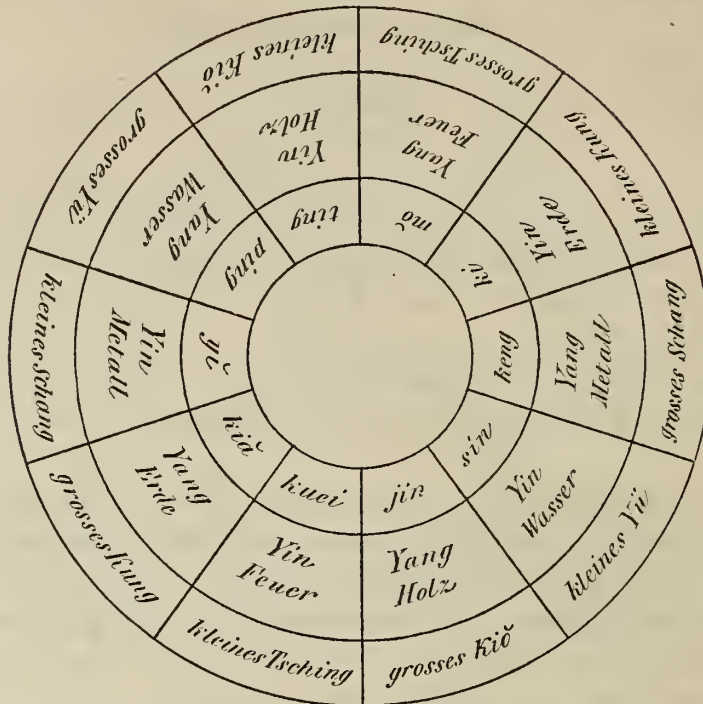 grosses Tsching
Yang
Feuer
mŏ
kleines Kung
Yin
Erde
ki
grosses Schang
Yang
Metall
keng
kleines Yü
Yin
Wasser
sin
grosses Kiŏ
Yang
Holz
jin
kleines Tsching
Yin
Feuer
kuei
grosses Kung
Yang
Erde
kiă
kleines Schang
Yin
Metall
yĭ
grosses Yü
Yang
Wasser
ping
kleines Kiŏ
Yin
Holz
ting